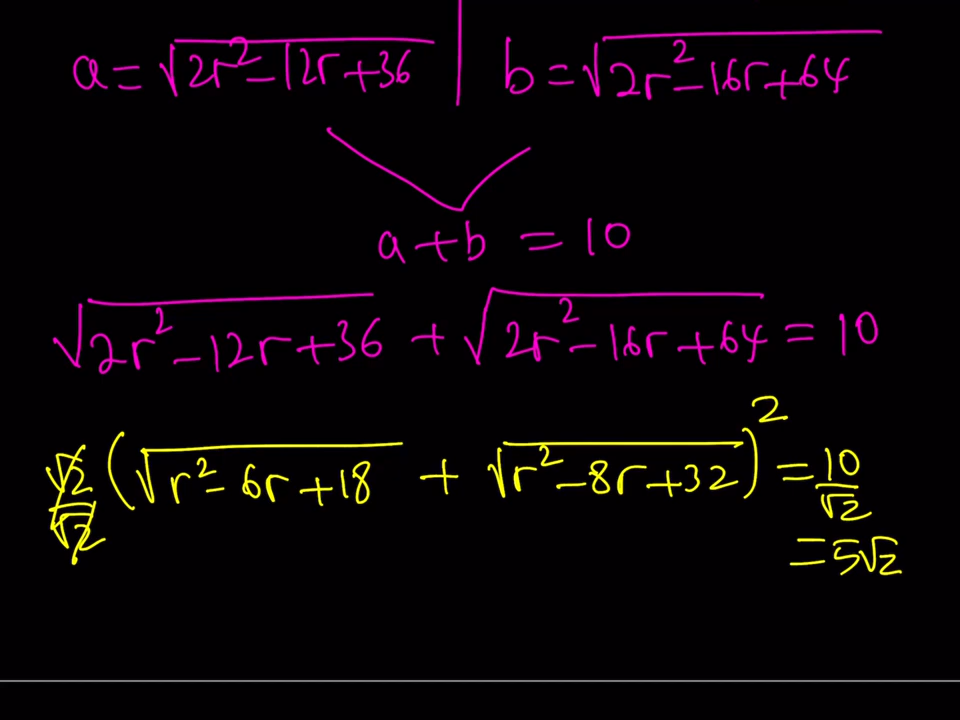 a = √(2r² – 12r + 36) | b = √(2r² – 16r + 64)
a + b = 10
√(2r² – 12r + 36) + √(2r² – 16r + 64) = 10
√2/√2 (√(r² – 6r + 18) + √(r² – 8r + 32))² = 10/√2
= 5√2